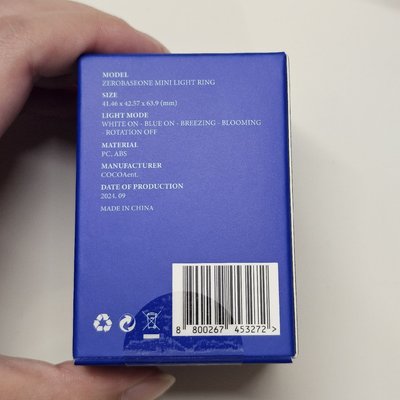 MODEL
ZEROBASEONE MINI LIGHT RING
SIZE
41.46 x 42.57 x 63.9 (mm)
LIGHT MODE
WHITE ON - BLUE ON - BREEZING - BLOOMING
- ROTATION OFF
MATERIAL
PC, ABS
MANUFACTURER
COCOAent.
DATE OF PRODUCTION
2024. 09
MADE IN CHINA
8 800267 453272 >